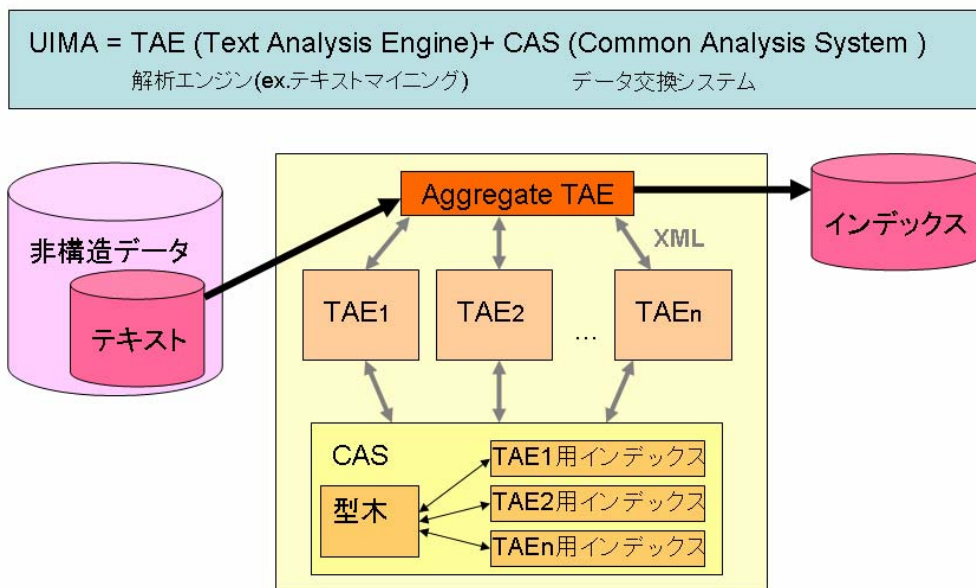 UIMA = TAE (Text Analysis Engine)+ CAS (Common Analysis System )
解析エンジン(ex.テキストマイニング) データ交換システム
非構造データ
テキスト
Aggregate TAE
インデックス
XML
TAE1
TAE2
...
TAEn
CAS
型木
TAE1用インデックス
TAE2用インデックス
TAEn用インデックス